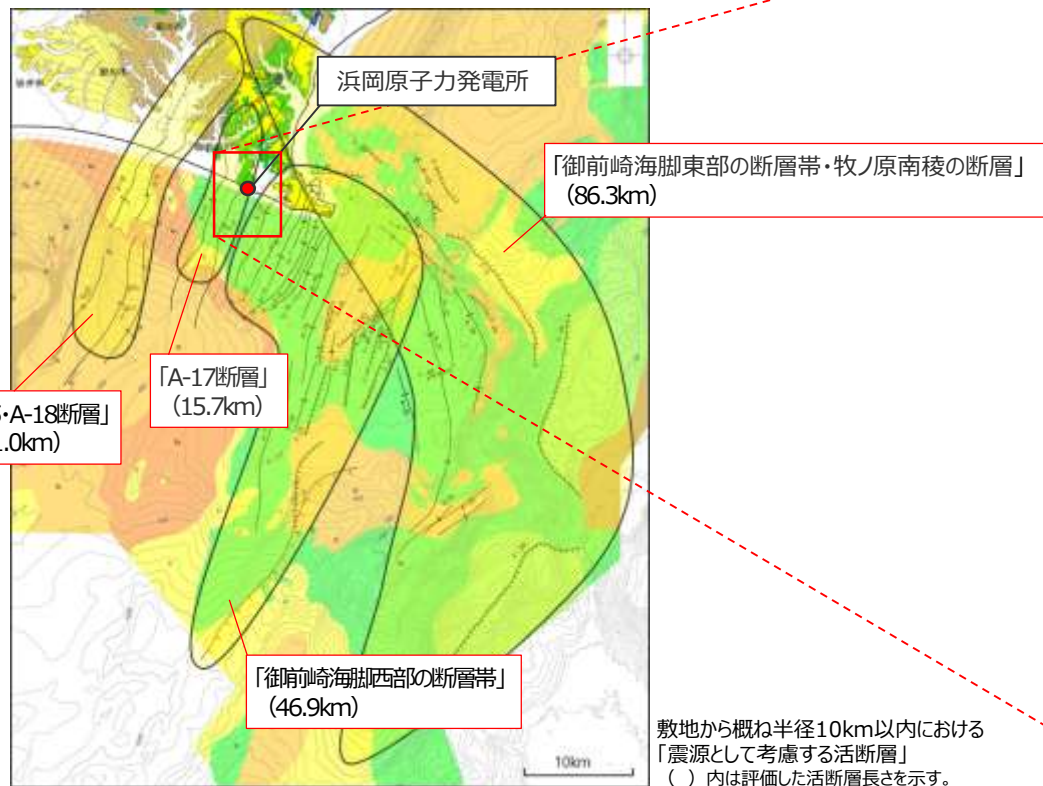 浜岡原子力発電所
「御前崎海脚東部の断層帯・牧ノ原南稜の断層」
(86.3km)
「A-17断層」
(15.7km)
・A-18断層」
.0km)
「御前崎海脚西部の断層帯」
(46.9km)
10km
敷地から概ね半径10km以内における
「震源として考慮する活断層」
( )内は評価した活断層長さを示す。